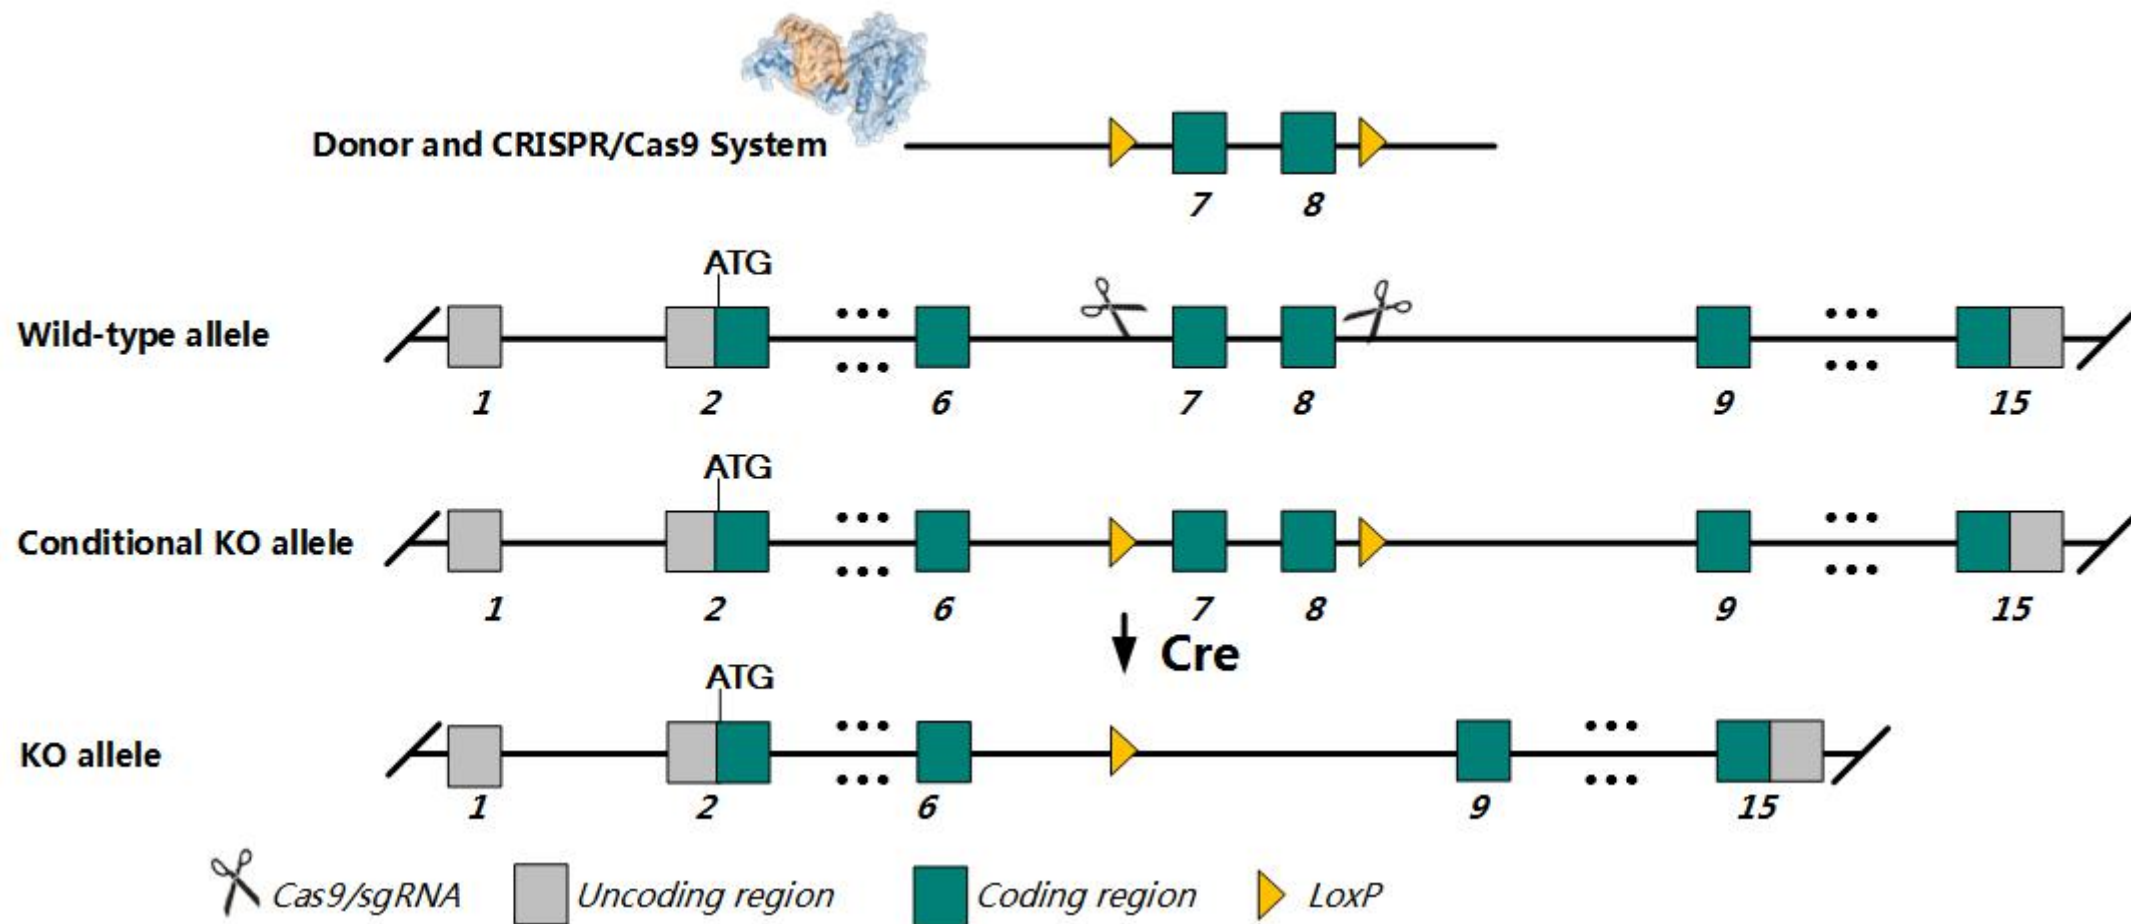 Donor and CRISPR/Cas9 System
7 8
ATG
Wild-type allele
1 2 6 7 8 9 15
ATG
Conditional KO allele
1 2 6 7 8 9 15
Cre
ATG
KO allele
1 2 6 9 15
Cas9/sgRNA Uncoding region Coding region LoxP